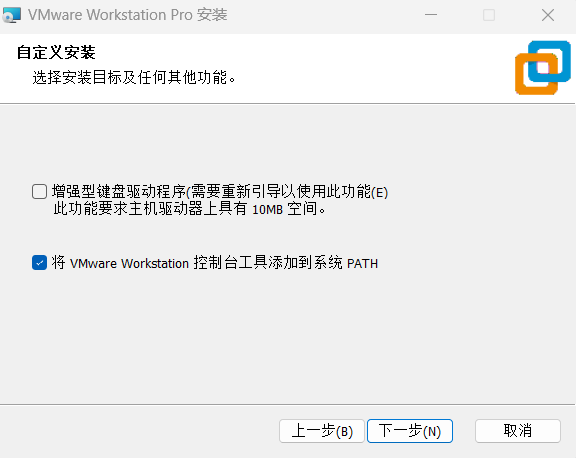 VMware Workstation Pro 安装
自定义安装
选择安装目标及任何其他功能。
增强型键盘驱动程序(需要重新引导以使用此功能(E)
此功能要求主机驱动器上具有 10MB 空间。
将 VMware Workstation 控制台工具添加到系统 PATH
上一步(B) 下一步(N) 取消